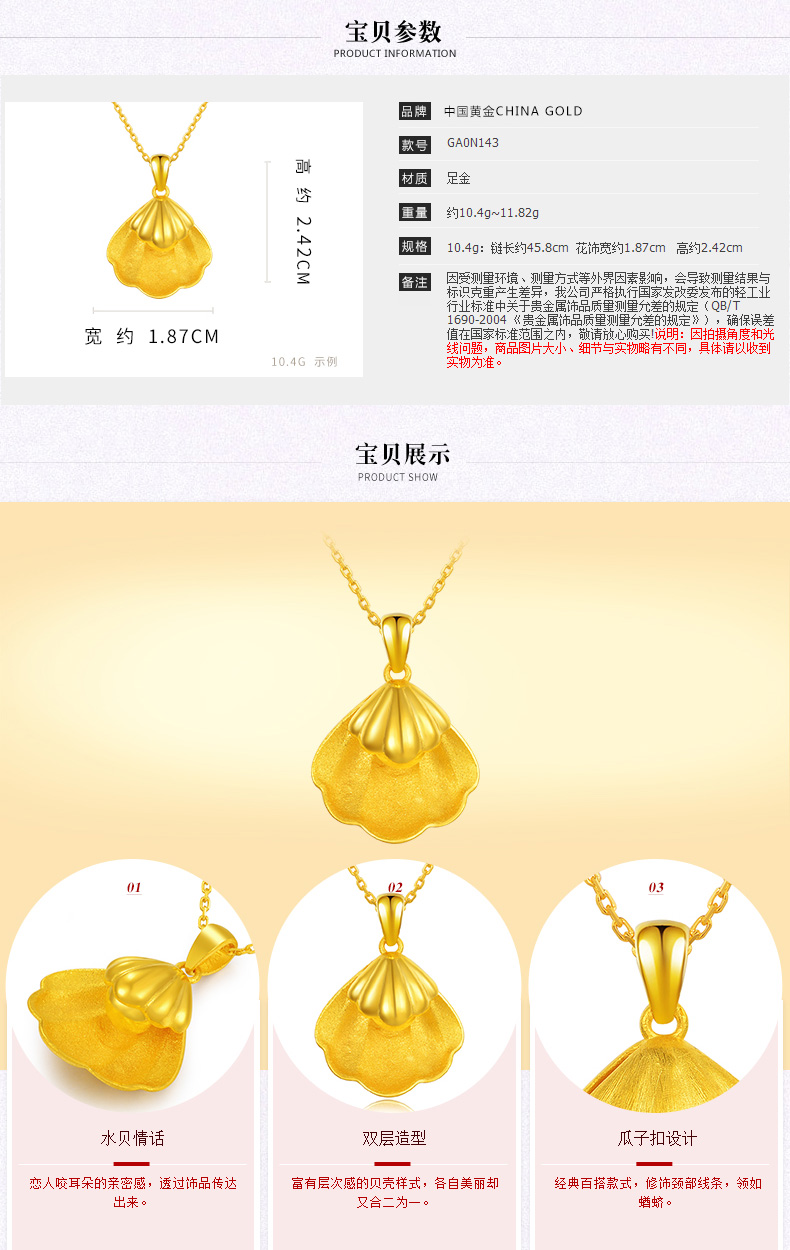 宝贝参数
PRODUCT INFORMATION
高 约 2.42CM
宽 约 1.87CM
10.4G 示例
品牌 中国黄金CHINA GOLD
款号 GA0N143
材质 足金
重量 约10.4g~11.82g
规格 10.4g：链长约45.8cm 花饰宽约1.87cm 高约2.42cm
备注 因受测量环境、测量方式等外界因素影响，会导致测量结果与
标识克重产生差异，我公司严格执行国家发改委发布的轻工业
行业标准中关于贵金属饰品质量测量允差的规定（QB/T
1690-2004《贵金属饰品质量测量允差的规定》），确保误差
值在国家标准范围之内，敬请放心购买!说明：因拍摄角度和光
线问题，商品图片大小、细节与实物略有不同，具体请以收到
实物为准。
宝贝展示
PRODUCT SHOW
01
02
03
水贝情话
恋人咬耳朵的亲密感，透过饰品传达
出来。
双层造型
富有层次感的贝壳样式，各自美丽却
又合二为一。
瓜子扣设计
经典百搭款式，修饰颈部线条，领如
蝤蛴。